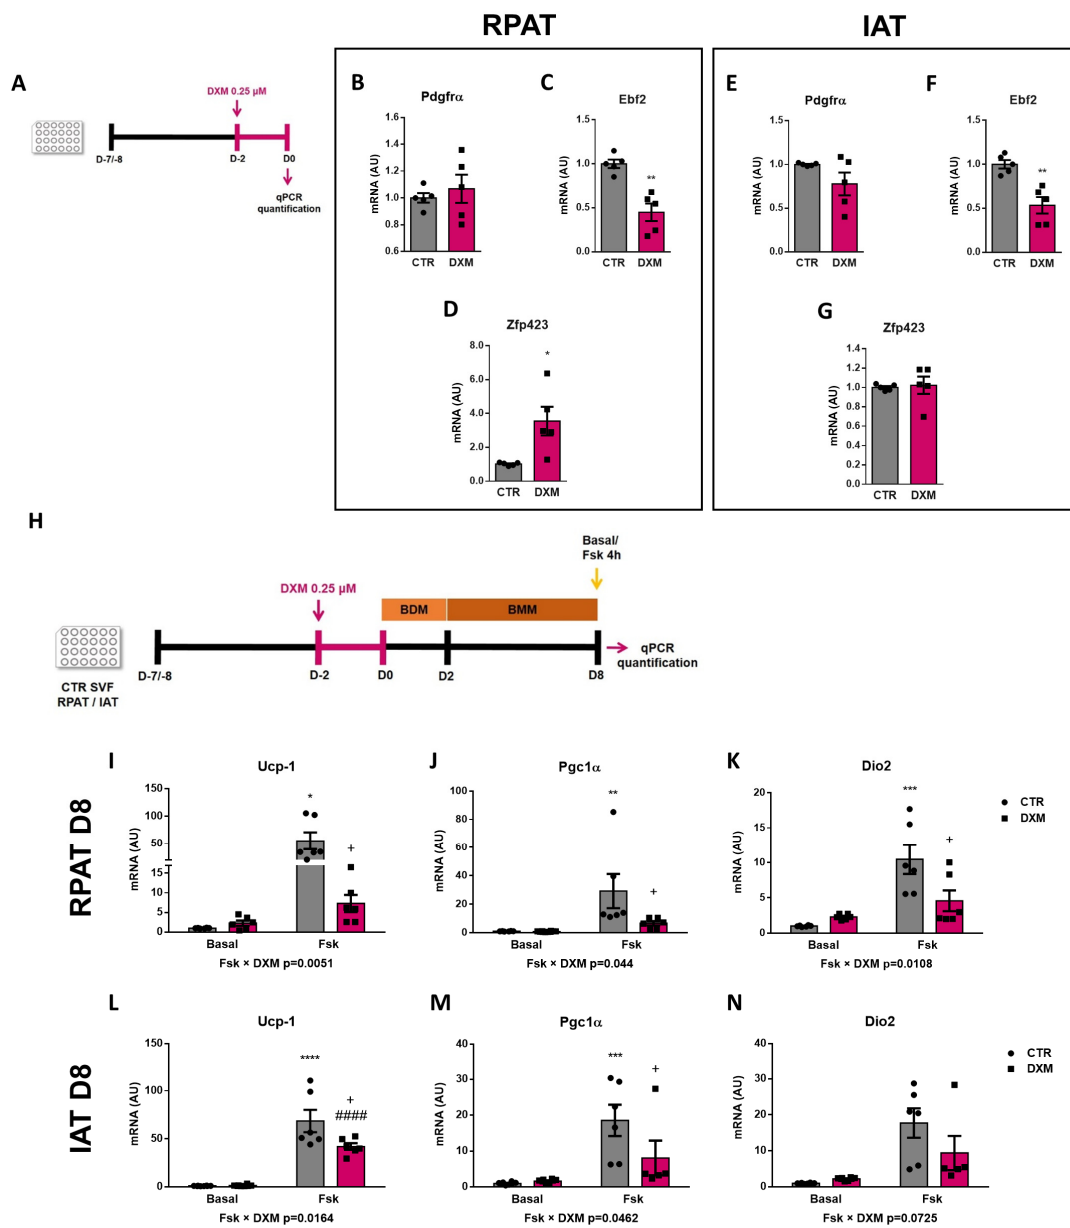 RPAT
IAT
A
DXM 0.25 µM
D-7/-8
D-2
D0
qPCR
quantification
B
Pdgfrα
mRNA (AU)
1.6
1.4
1.2
1.0
0.8
0.6
CTR
DXM
C
Ebf2
mRNA (AU)
1.5
1.0
0.5
0.0
**
CTR
DXM
D
Zfp423
mRNA (AU)
8.0
6.0
4.0
2.0
0.0
*
CTR
DXM
E
Pdgfrα
mRNA (AU)
1.5
1.0
0.5
0.0
CTR
DXM
F
Ebf2
mRNA (AU)
1.5
1.0
0.5
0.0
**
CTR
DXM
G
Zfp423
mRNA (AU)
1.4
1.2
1.0
0.8
0.6
0.4
0.2
0.0
CTR
DXM
H
Basal/
Fsk 4h
DXM 0.25 µM
BDM
BMM
D-7/-8
D-2
D0
D2
D8
qPCR
quantification
CTR SVF
RPAT / IAT
RPAT D8
I
Ucp-1
mRNA (AU)
150
100
50
15
10
5
0
*
+
Basal
Fsk
Fsk × DXM p=0.0051
J
Pgc1α
mRNA (AU)
100
80
60
40
20
0
**
+
Basal
Fsk
Fsk × DXM p=0.044
K
Dio2
mRNA (AU)
20
15
10
5
0
***
+
Basal
Fsk
Fsk × DXM p=0.0108
CTR
DXM
IAT D8
L
Ucp-1
mRNA (AU)
150
100
50
0
****
+
####
Basal
Fsk
Fsk × DXM p=0.0164
M
Pgc1α
mRNA (AU)
40
30
20
10
0
***
+
Basal
Fsk
Fsk × DXM p=0.0462
N
Dio2
mRNA (AU)
40
30
20
10
0
Basal
Fsk
Fsk × DXM p=0.0725
CTR
DXM